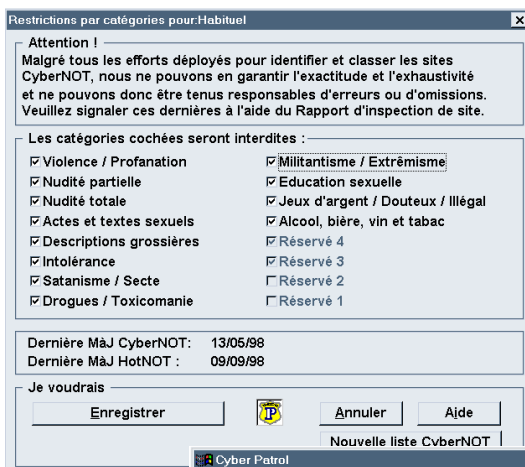 Restrictions par catégories pour:Habituel
Attention !
Malgré tous les efforts déployés pour identifier et classer les sites
CyberNOT, nous ne pouvons en garantir l'exactitude et l'exhaustivité
et ne pouvons donc être tenus responsables d'erreurs ou d'omissions.
Veuillez signaler ces dernières à l'aide du Rapport d'inspection de site.
Les catégories cochées seront interdites :
Violence / Profanation
Nudité partielle
Nudité totale
Actes et textes sexuels
Descriptions grossières
Intolérance
Satanisme / Secte
Drogues / Toxicomanie
Militantisme / Extrêmisme
Education sexuelle
Jeux d'argent / Douteux / Illégal
Alcool, bière, vin et tabac
Réservé 4
Réservé 3
Réservé 2
Réservé 1
Dernière MàJ CyberNOT: 13/05/98
Dernière MàJ HotNOT : 09/09/98
Je voudrais
Enregistrer
P
Annuler
Aide
Nouvelle liste CyberNOT
Cyber Patrol